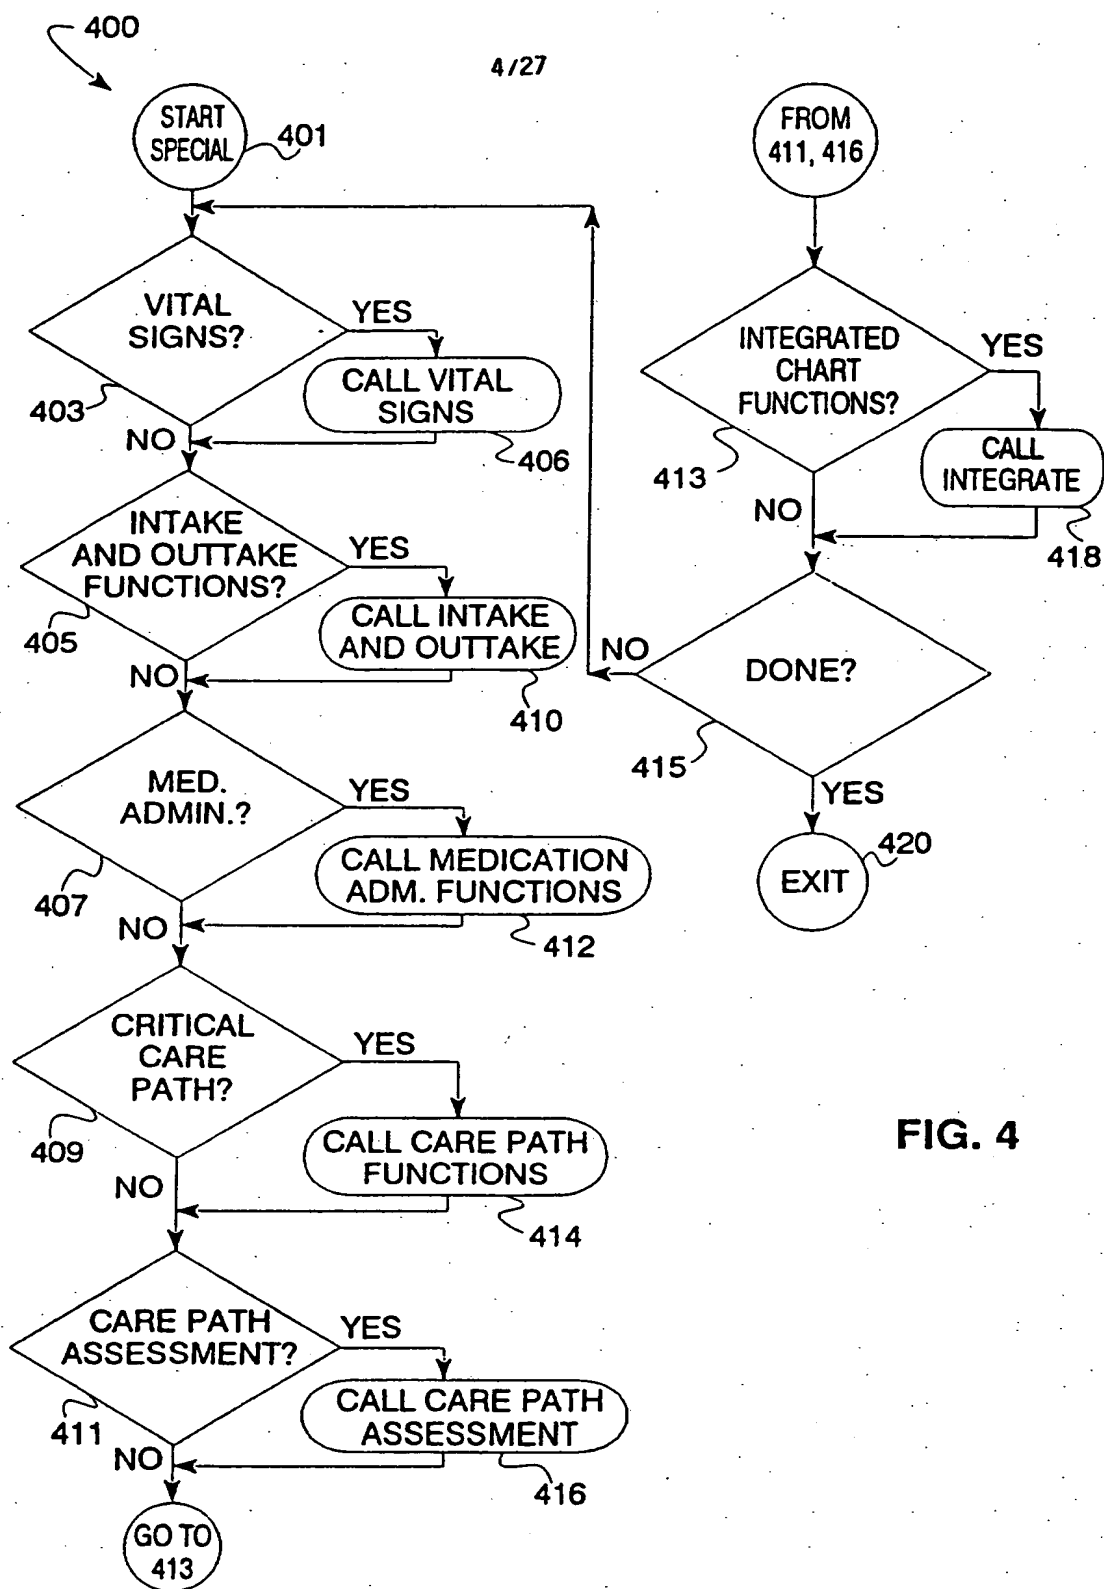 400
4/27
START
SPECIAL
401
VITAL
SIGNS?
403
YES
CALL VITAL
SIGNS
406
NO
INTAKE
AND OUTTAKE
FUNCTIONS?
405
YES
CALL INTAKE
AND OUTTAKE
410
NO
MED.
ADMIN.?
407
YES
CALL MEDICATION
ADM. FUNCTIONS
412
NO
CRITICAL
CARE
PATH?
409
YES
CALL CARE PATH
FUNCTIONS
414
NO
CARE PATH
ASSESSMENT?
411
YES
CALL CARE PATH
ASSESSMENT
416
NO
GO TO
413
FROM
411, 416
INTEGRATED
CHART
FUNCTIONS?
413
YES
CALL
INTEGRATE
418
NO
DONE?
415
NO
YES
EXIT
420
FIG. 4